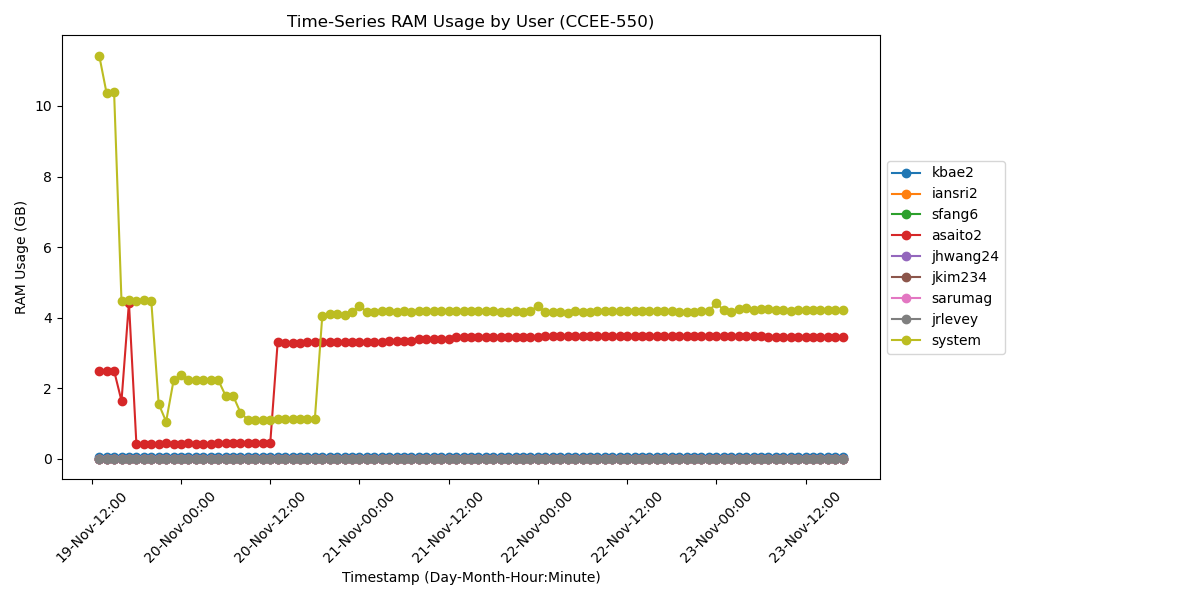 Time-Series RAM Usage by User (CCEE-550)
RAM Usage (GB)
10
8
6
4
2
0
19-Nov-12:00
20-Nov-00:00
20-Nov-12:00
21-Nov-00:00
21-Nov-12:00
22-Nov-00:00
22-Nov-12:00
23-Nov-00:00
23-Nov-12:00
Timestamp (Day-Month-Hour:Minute)
kbae2
iansri2
sfang6
asaito2
jhwang24
jkim234
sarumag
jrlevey
system